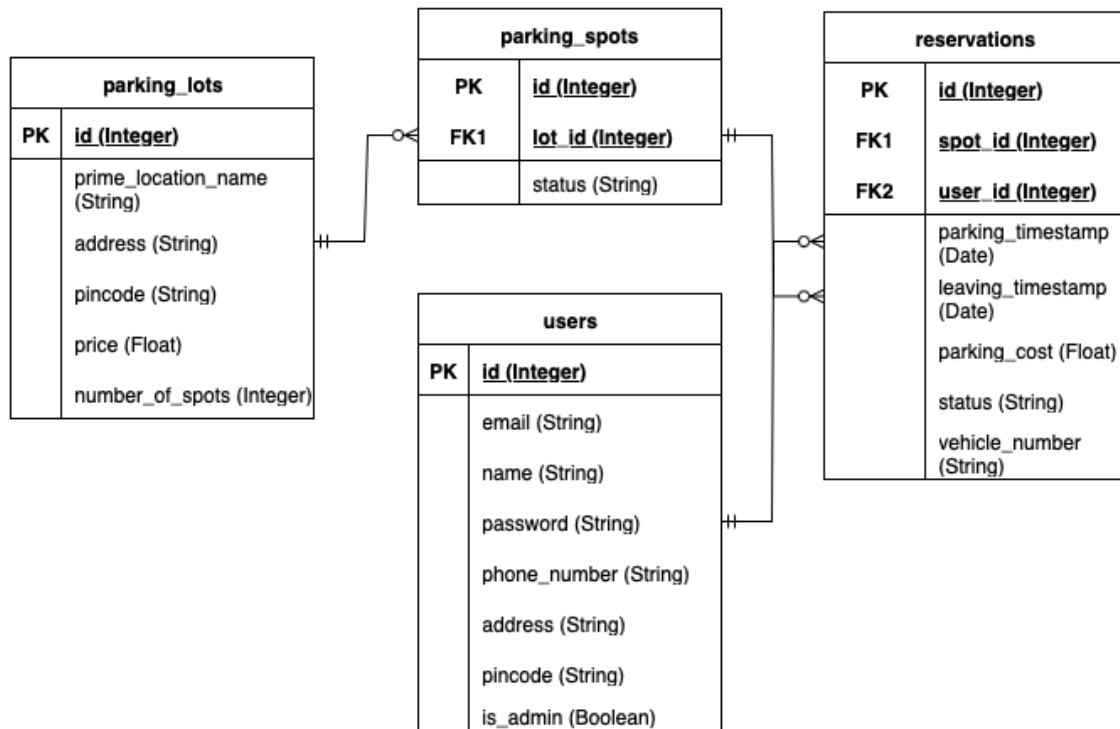 parking_lots
PK id (Integer)
prime_location_name
(String)
address (String)
pincode (String)
price (Float)
number_of_spots (Integer)
parking_spots
PK id (Integer)
FK1 lot_id (Integer)
status (String)
users
PK id (Integer)
email (String)
name (String)
password (String)
phone_number (String)
address (String)
pincode (String)
is_admin (Boolean)
reservations
PK id (Integer)
FK1 spot_id (Integer)
FK2 user_id (Integer)
parking_timestamp
(Date)
leaving_timestamp
(Date)
parking_cost (Float)
status (String)
vehicle_number
(String)